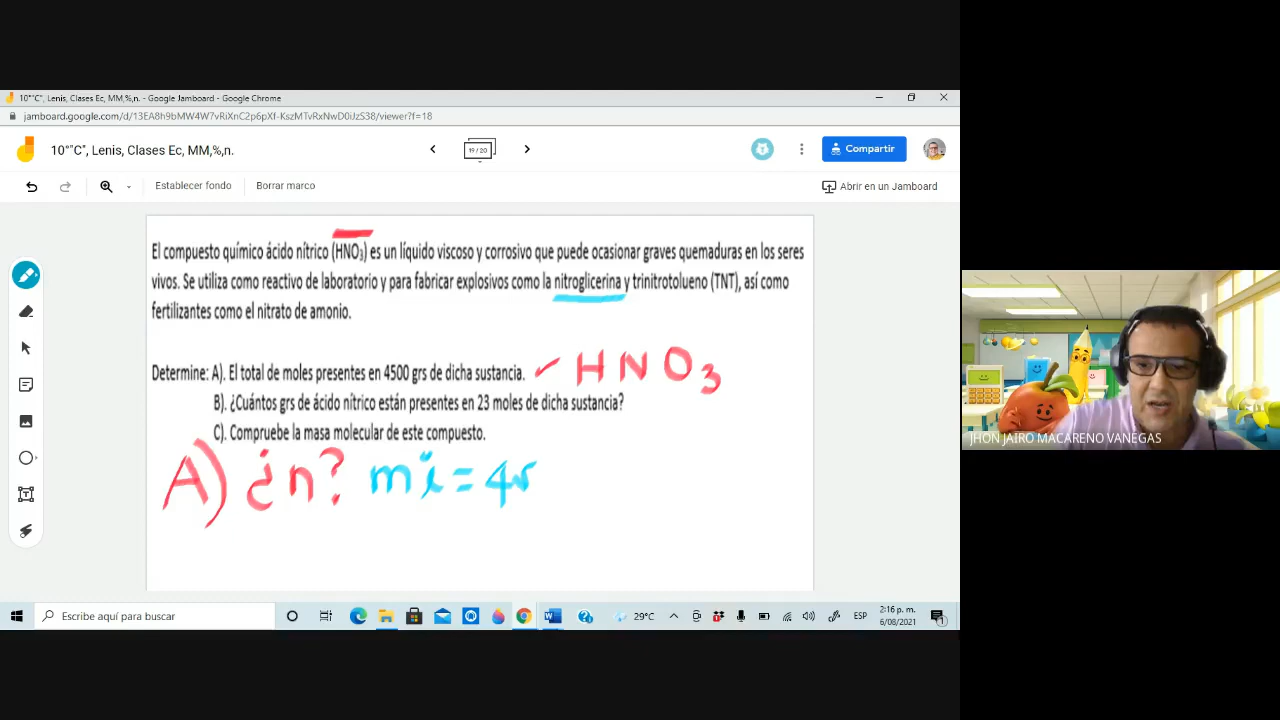 10°"C", Lenis, Clases Ec, MM,%,n. - Google Jamboard - Google Chrome
jamboard.google.com/d/13EA8h9bMW4W7vRiXnC2p6pXf-KszMTvRxNwD0iJzS38/viewer?f=18
10°"C", Lenis, Clases Ec, MM,%,n.
19 / 20
Compartir
Establecer fondo
Borrar marco
Abrir en un Jamboard
El compuesto químico ácido nítrico (HNO3) es un líquido viscoso y corrosivo que puede ocasionar graves quemaduras en los seres
vivos. Se utiliza como reactivo de laboratorio y para fabricar explosivos como la nitroglicerina y trinitrotolueno (TNT), así como
fertilizantes como el nitrato de amonio.
Determine: A). El total de moles presentes en 4500 grs de dicha sustancia. ✓ HNO3
B). ¿Cuántos grs de ácido nítrico están presentes en 23 moles de dicha sustancia?
C). Compruebe la masa molecular de este compuesto.
A) ¿n? mi = 4
JHON JAIRO MACARENO VANEGAS
Escribe aquí para buscar
29°C
ESP
2:16 p. m.
6/08/2021